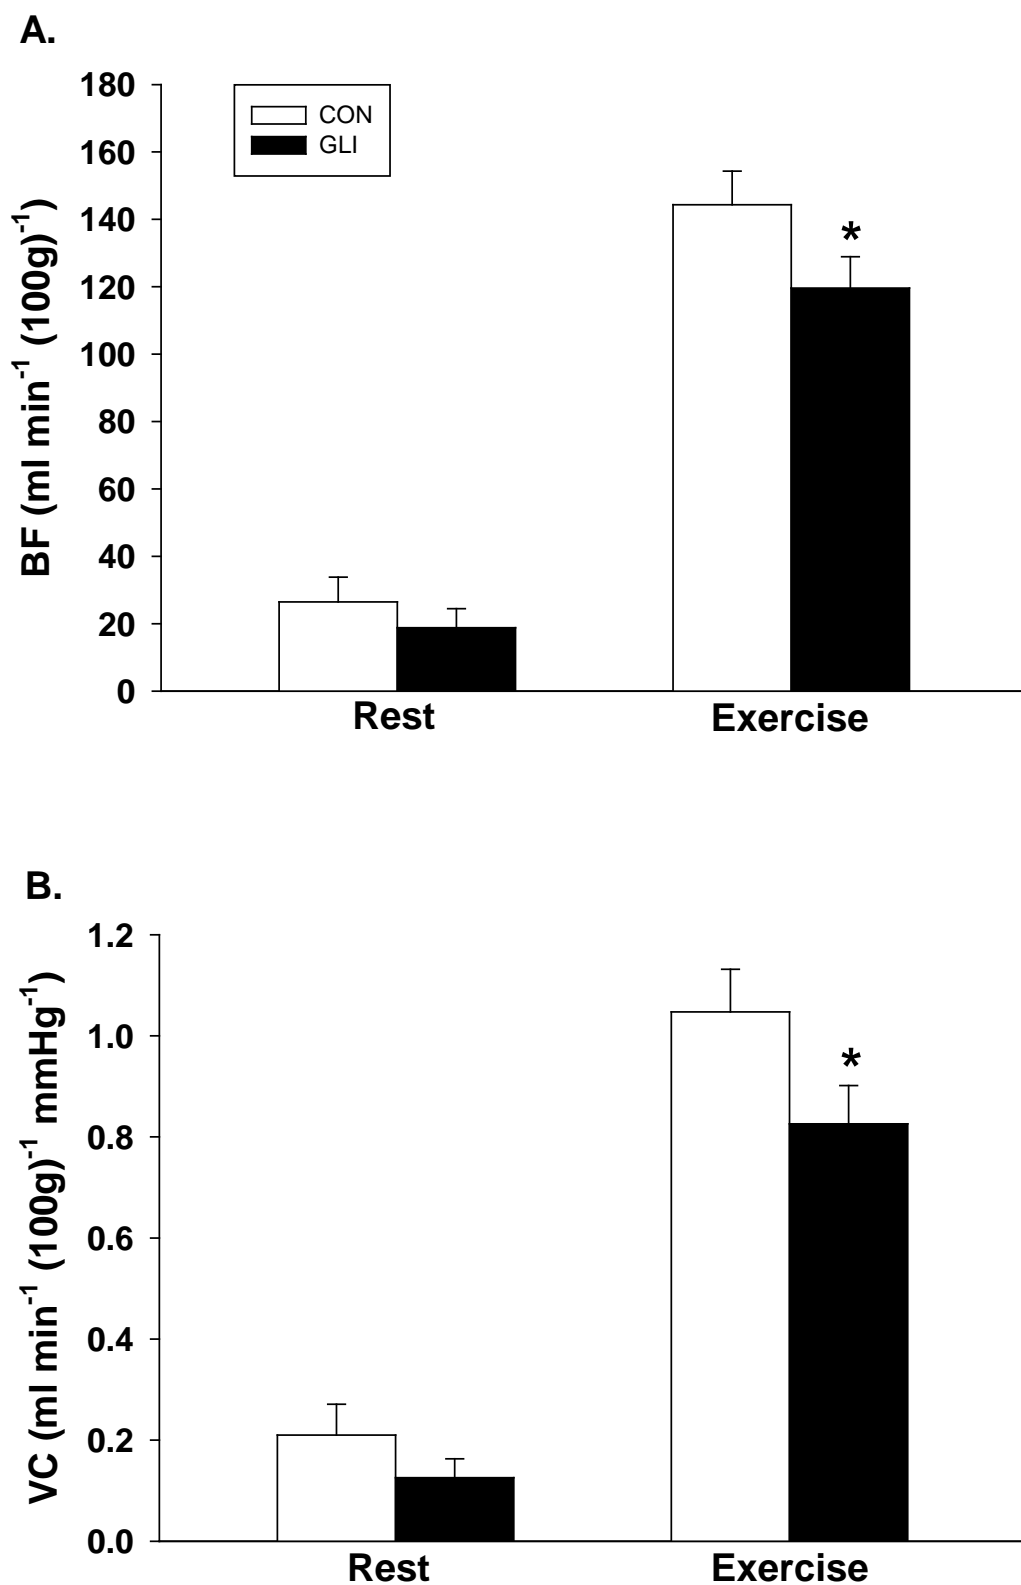 A.
180
160
140
120
100
80
60
40
20
0
BF (ml min⁻¹ (100g)⁻¹)
CON
GLI
*
Rest Exercise
B.
1.2
1.0
0.8
0.6
0.4
0.2
0.0
VC (ml min⁻¹ (100g)⁻¹ mmHg⁻¹)
*
Rest Exercise